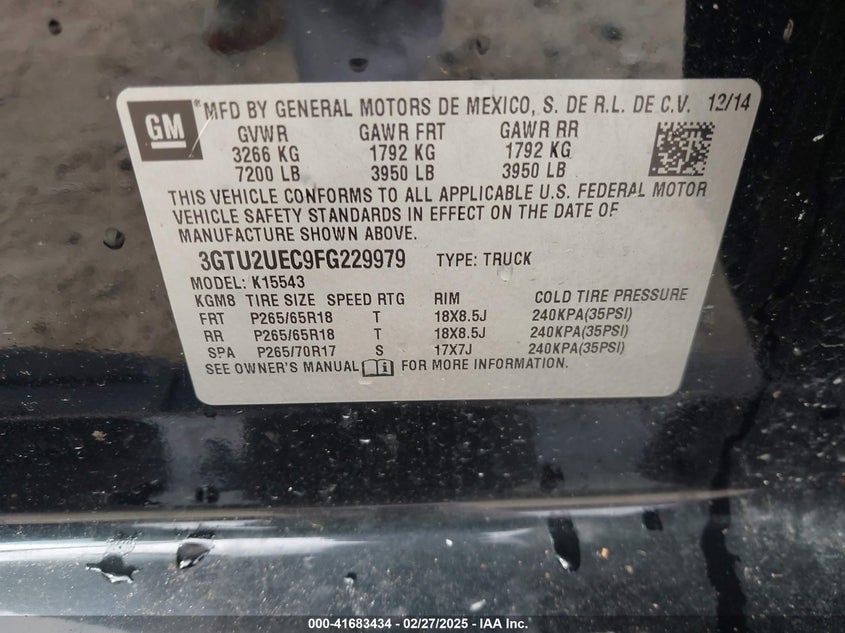 GM ® MFD BY GENERAL MOTORS DE MEXICO, S. DE R.L. DE C.V. 12/14
GVWR GAWR FRT GAWR RR
3266 KG 1792 KG 1792 KG
7200 LB 3950 LB 3950 LB
THIS VEHICLE CONFORMS TO ALL APPLICABLE U.S. FEDERAL MOTOR
VEHICLE SAFETY STANDARDS IN EFFECT ON THE DATE OF
MANUFACTURE SHOWN ABOVE.
3GTU2UEC9FG229979 TYPE: TRUCK
MODEL: K15543
KGM8 TIRE SIZE SPEED RTG RIM COLD TIRE PRESSURE
FRT P265/65R18 T 18X8.5J 240KPA(35PSI)
RR P265/65R18 T 18X8.5J 240KPA(35PSI)
SPA P265/70R17 S 17X7J 240KPA(35PSI)
SEE OWNER'S MANUAL i FOR MORE INFORMATION.
000-41683434 - 02/27/2025 - IAA Inc.